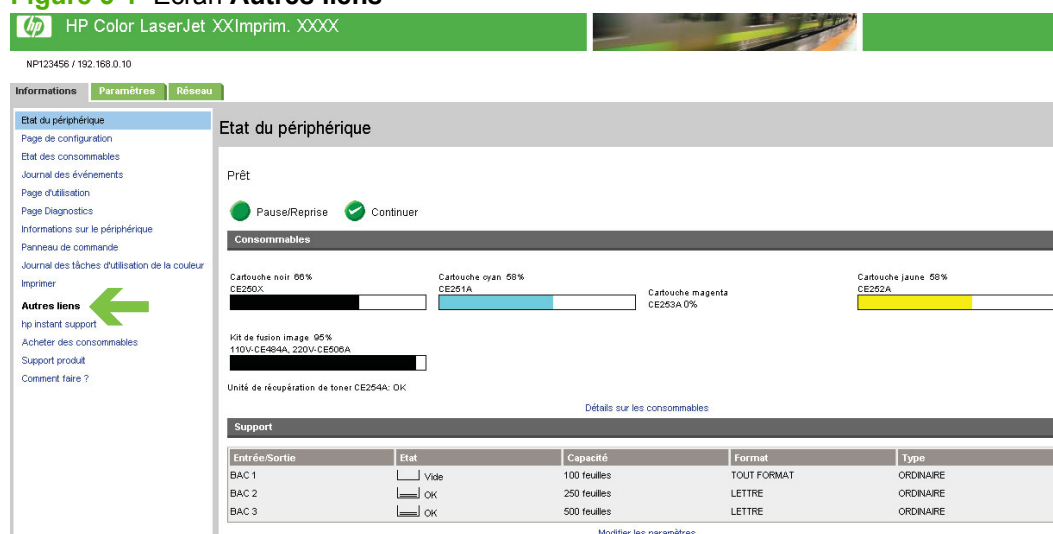 Figure 3-1 Écran Autres liens
hp HP Color LaserJet XXImprim. XXXX
NP123456 / 192.168.0.10
Informations Paramètres Réseau
Etat du périphérique
Page de configuration
Etat des consommables
Journal des événements
Page d'utilisation
Page Diagnostics
Informations sur le périphérique
Panneau de commande
Journal des tâches d'utilisation de la couleur
Imprimer
Autres liens
hp instant support
Acheter des consommables
Support produit
Comment faire ?
Etat du périphérique
Prêt
Pause/Reprise Continuer
Consommables
Cartouche noir 66%
CE250X
Cartouche cyan 58%
CE251A
Cartouche magenta
CE253A 0%
Cartouche jaune 58%
CE252A
Kit de fusion image 95%
110V-CE484A, 220V-CE506A
Unité de récupération de toner CE254A: OK
Détails sur les consommables
Support
Entrée/Sortie Etat Capacité Format Type
BAC 1 Vide 100 feuilles TOUT FORMAT ORDINAIRE
BAC 2 OK 250 feuilles LETTRE ORDINAIRE
BAC 3 OK 500 feuilles LETTRE ORDINAIRE
Modifier les paramètres